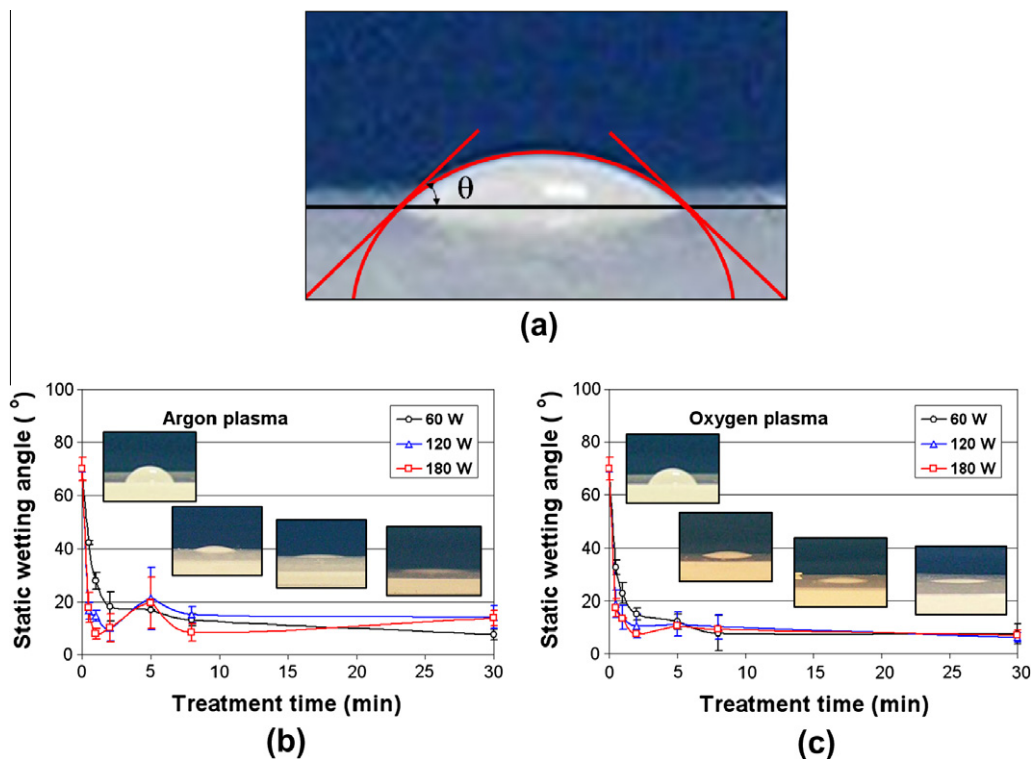 θ
(a)
Static wetting angle ( °)
100
80
60
40
20
0
Argon plasma
60 W
120 W
180 W
0
5
10
15
20
25
30
Treatment time (min)
(b)
Static wetting angle ( °)
100
80
60
40
20
0
Oxygen plasma
60 W
120 W
180 W
0
5
10
15
20
25
30
Treatment time (min)
(c)